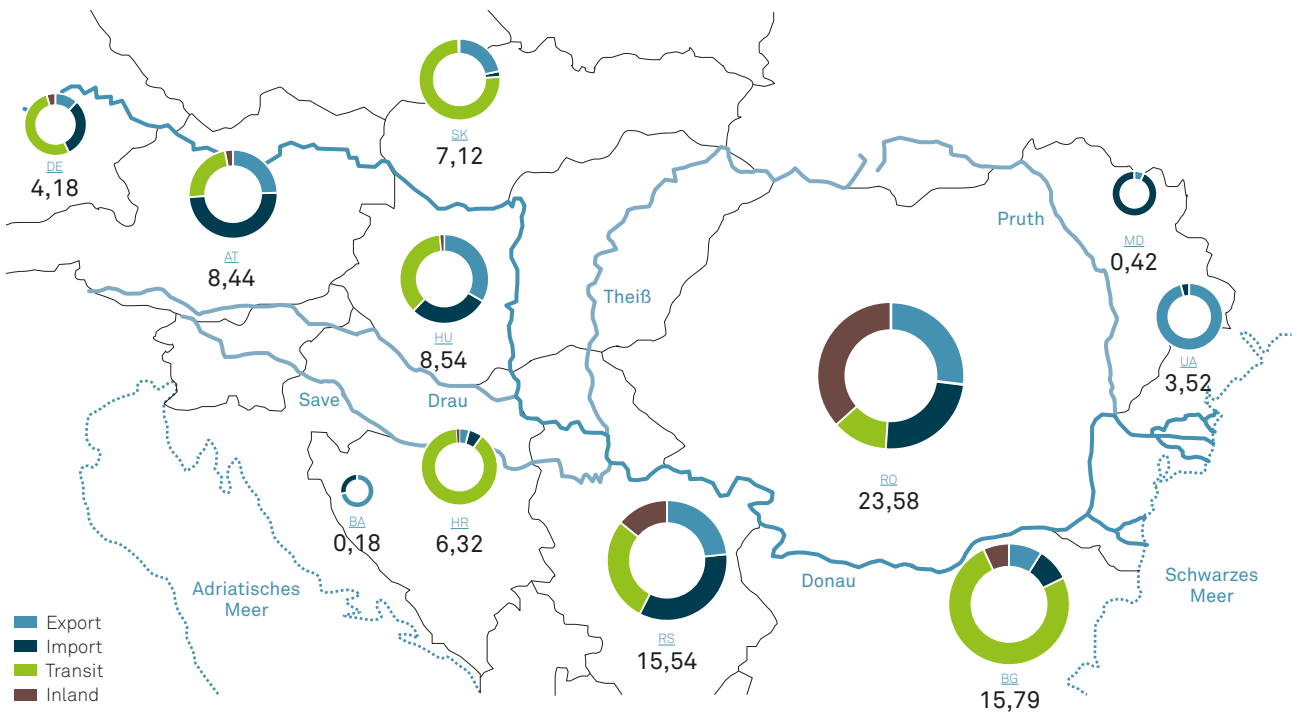 SK
7,12
DE
4,18
AT
8,44
HU
8,54
Theiß
Pruth
MD
0,42
UA
3,52
Save
Drau
RO
23,58
BA
0,18
HR
6,32
RS
15,54
Donau
BG
15,79
Adriatisches
Meer
Schwarzes
Meer
Export
Import
Transit
Inland